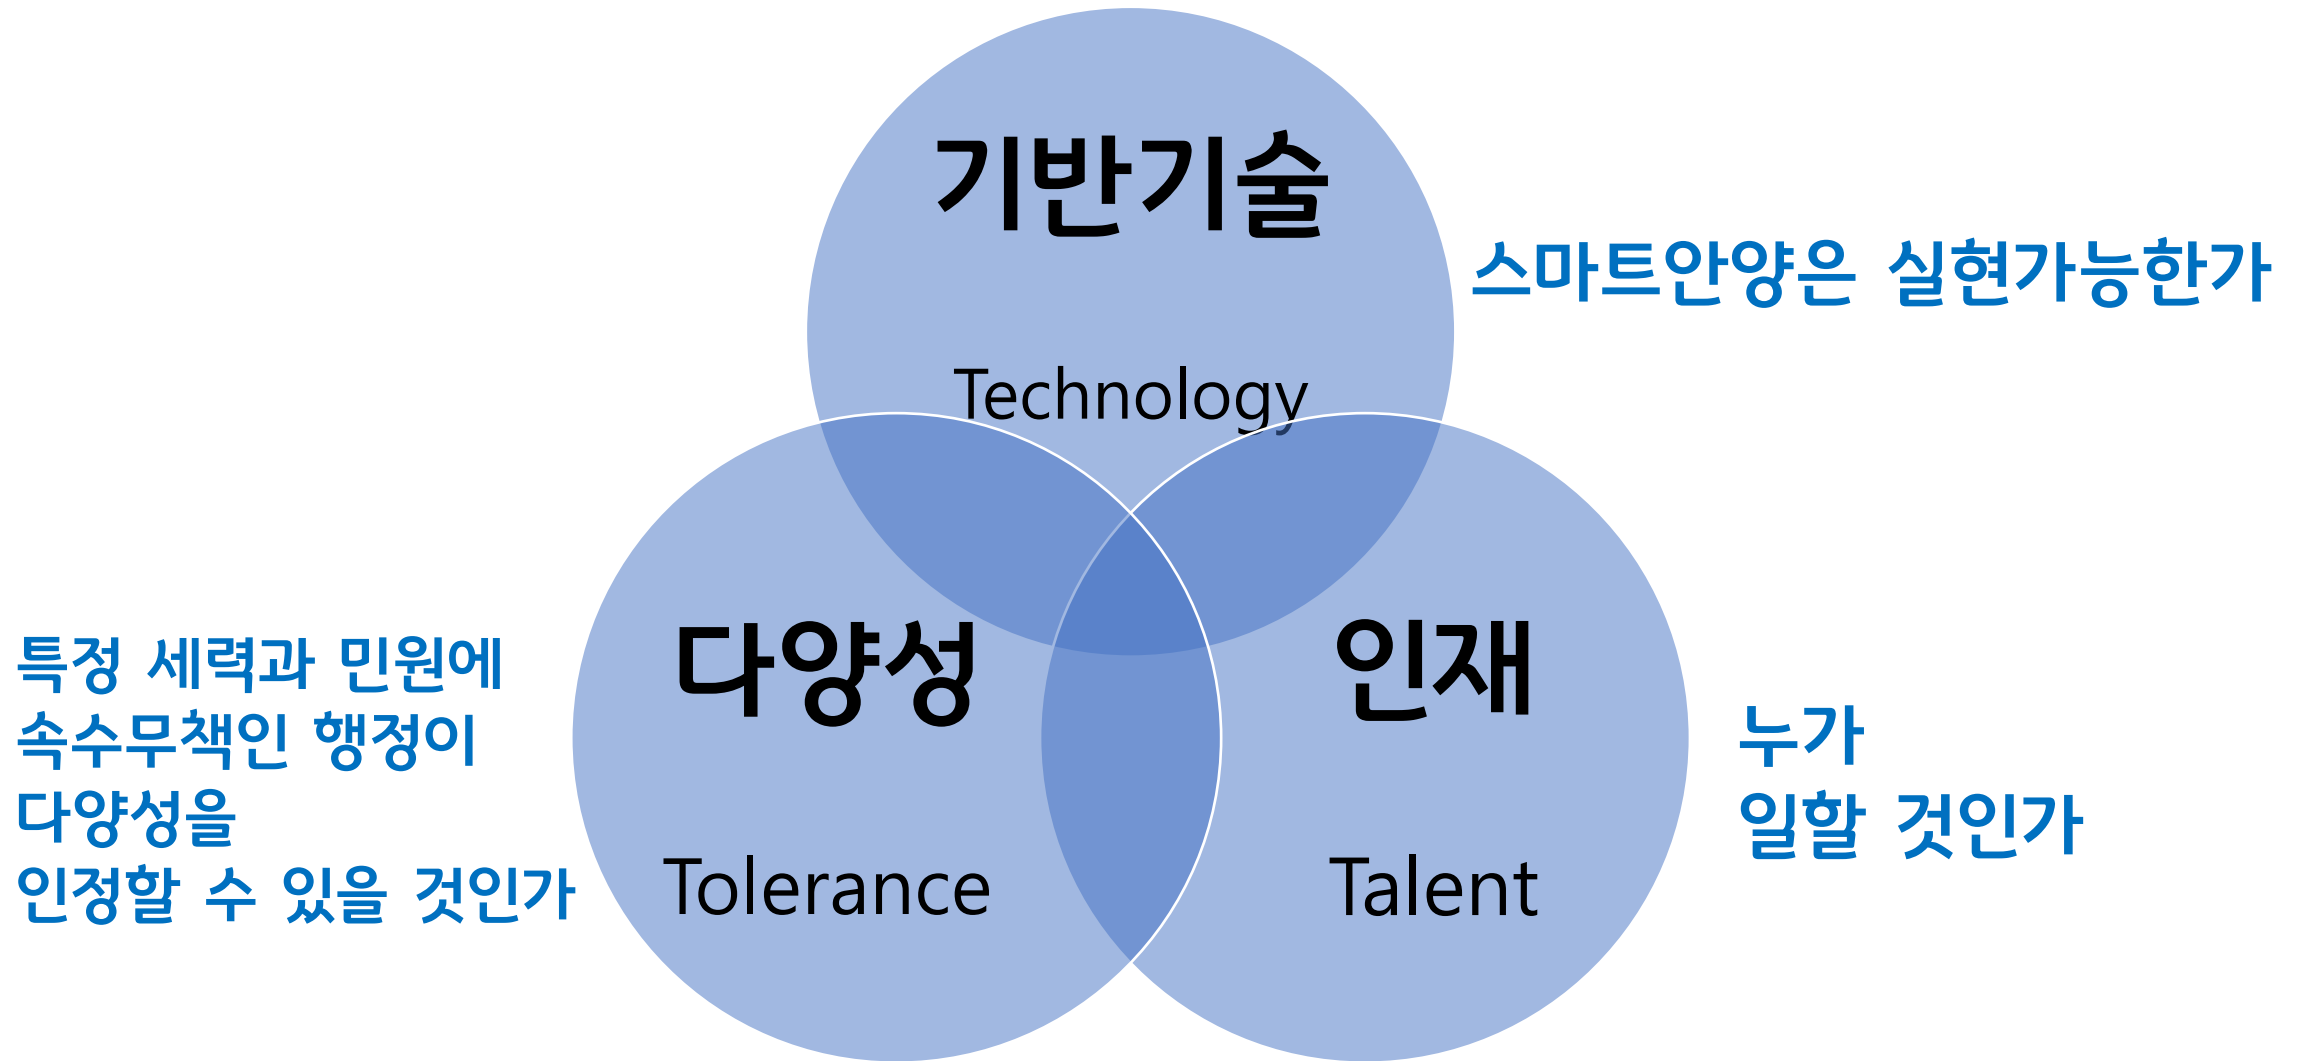 기반기술
Technology
스마트안양은 실현가능한가
다양성
Tolerance
특정 세력과 민원에
속수무책인 행정이
다양성을
인정할 수 있을 것인가
인재
Talent
누가
일할 것인가